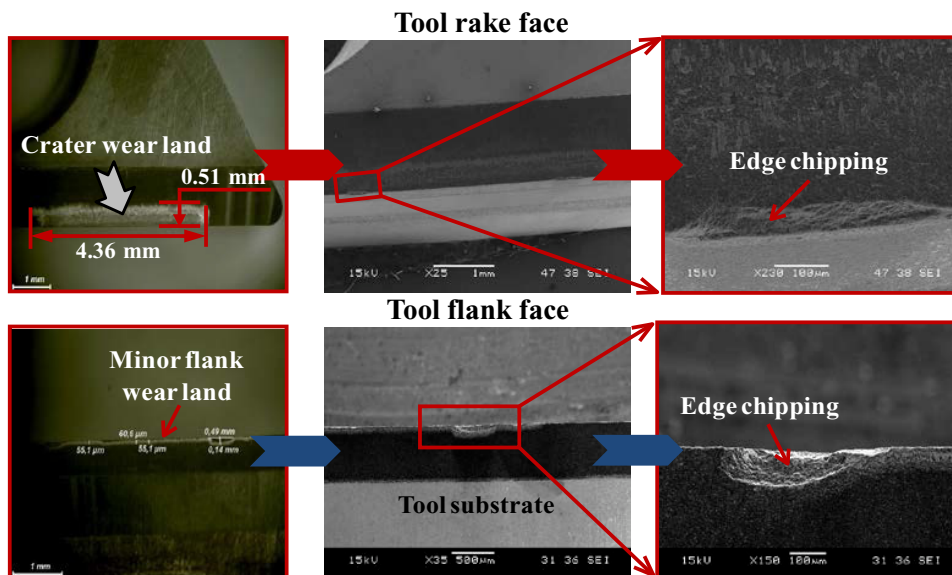 Tool rake face
Crater wear land
0.51 mm
4.36 mm
1 mm
15kV X25 1mm 47 38 SEI
Edge chipping
15kV X230 100µm 47 38 SEI
Tool flank face
Minor flank
wear land
60,6 µm
0,49 mm
55,1 µm
55,1 µm
0,14 mm
1 mm
Tool substrate
15kV X35 500µm 31 36 SEI
Edge chipping
15kV X150 100µm 31 36 SEI